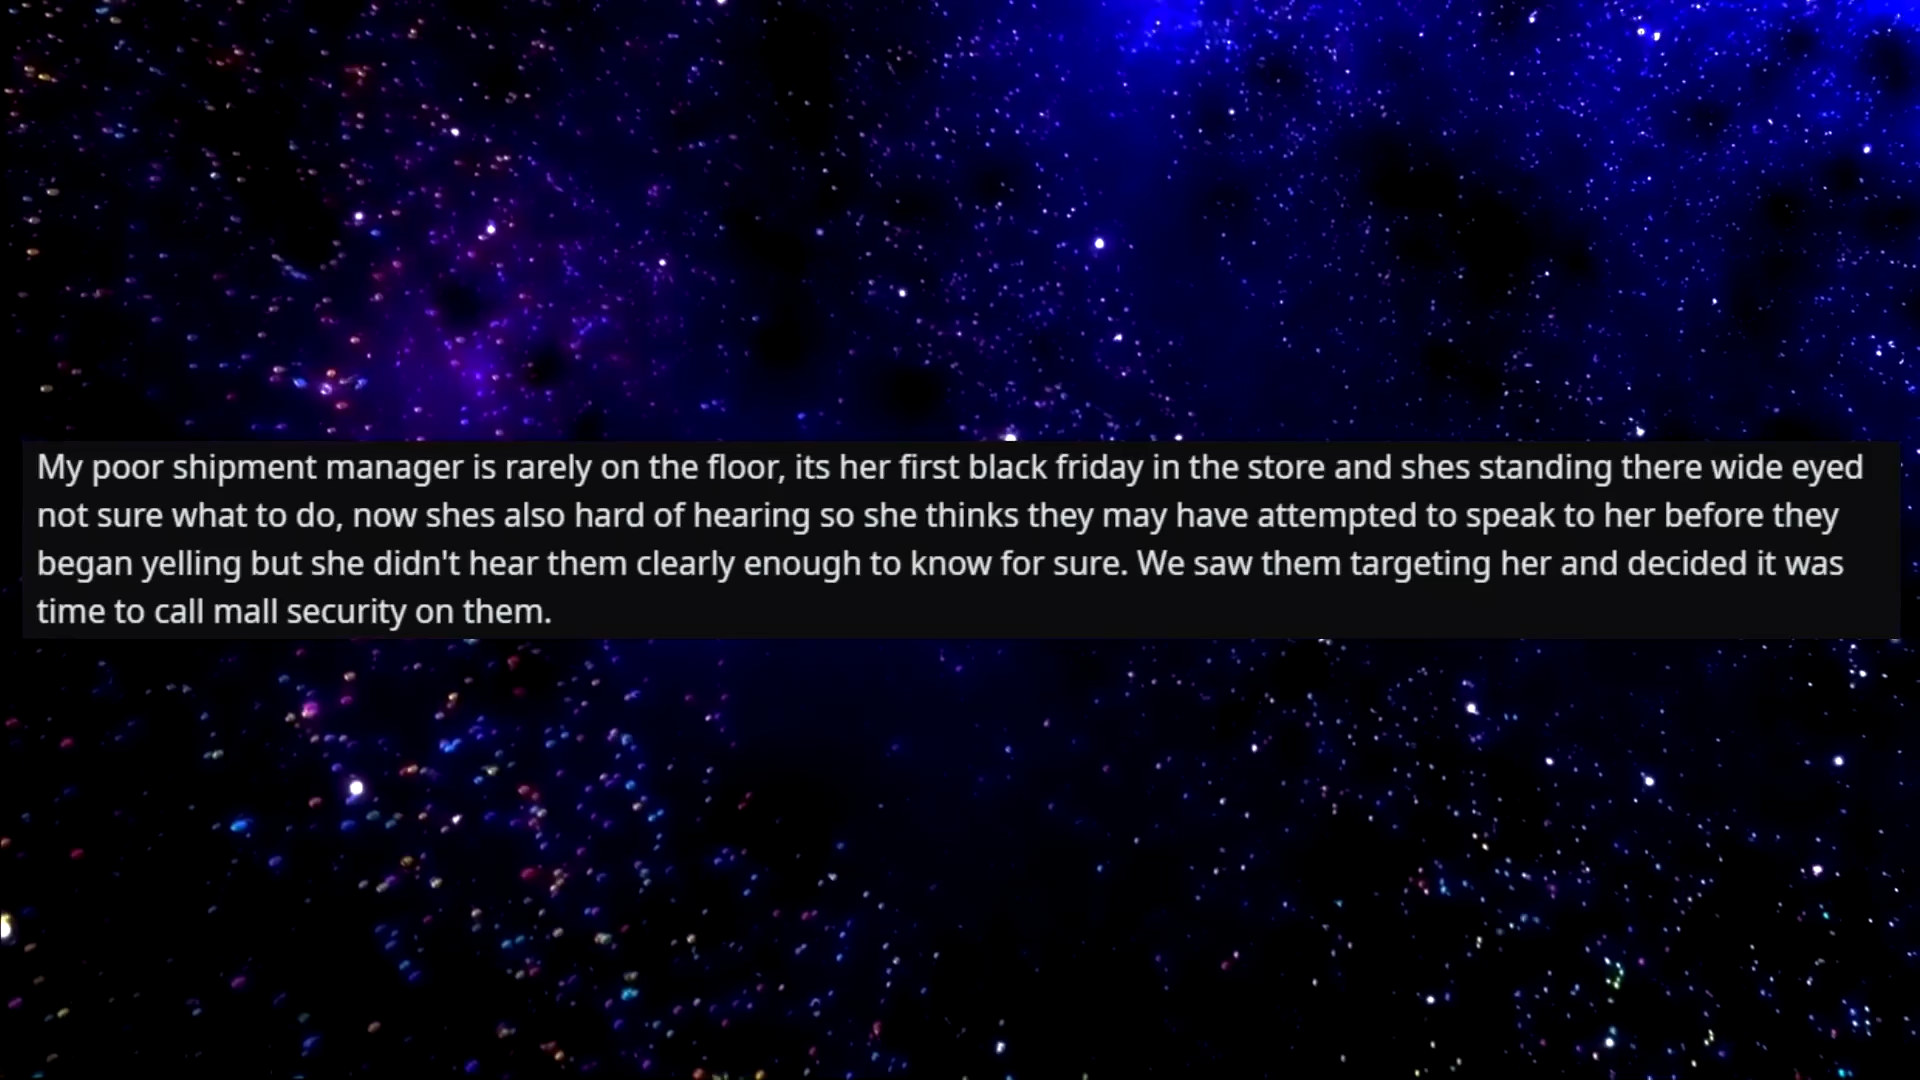 My poor shipment manager is rarely on the floor, its her first black friday in the store and shes standing there wide eyed
not sure what to do, now shes also hard of hearing so she thinks they may have attempted to speak to her before they
began yelling but she didn't hear them clearly enough to know for sure. We saw them targeting her and decided it was
time to call mall security on them.